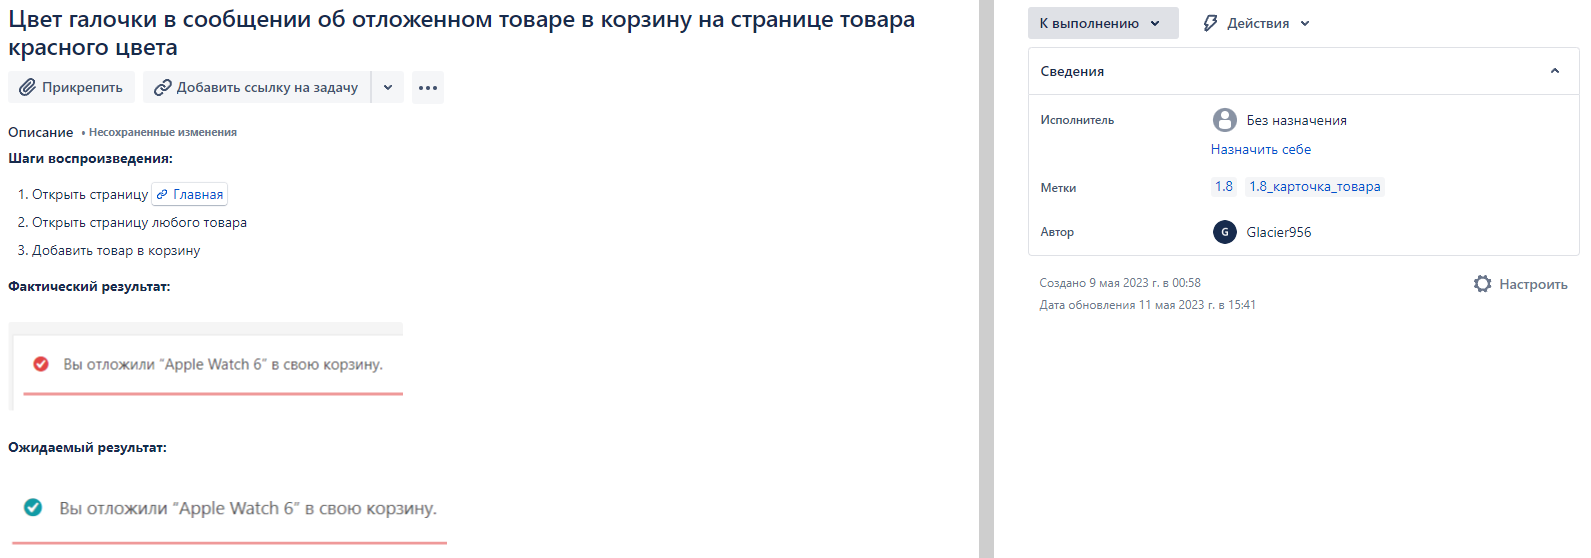 Цвет галочки в сообщении об отложенном товаре в корзину на странице товара
красного цвета
Прикрепить
Добавить ссылку на задачу
Описание • Несохраненные изменения
Шаги воспроизведения:
1. Открыть страницу Главная
2. Открыть страницу любого товара
3. Добавить товар в корзину
Фактический результат:
Вы отложили “Apple Watch 6” в свою корзину.
Ожидаемый результат:
Вы отложили “Apple Watch 6” в свою корзину.
К выполнению
Действия
Сведения
Исполнитель
Без назначения
Назначить себе
Метки
1.8 1.8_карточка_товара
Автор
G Glacier956
Создано 9 мая 2023 г. в 00:58
Настроить
Дата обновления 11 мая 2023 г. в 15:41